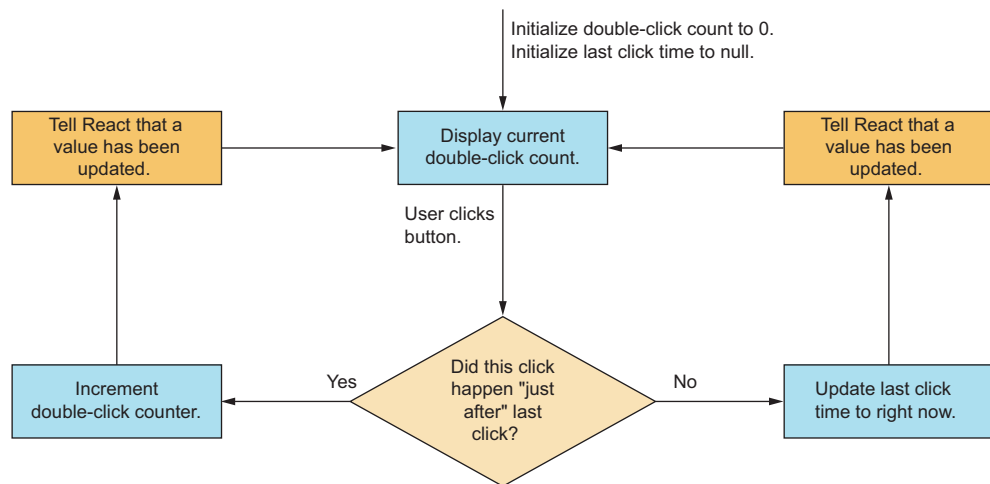 Initialize double-click count to 0.
Initialize last click time to null.
Tell React that a
value has been
updated.
Display current
double-click count.
Tell React that a
value has been
updated.
User clicks
button.
Did this click
happen "just
after" last
click?
Yes
No
Increment
double-click counter.
Update last click
time to right now.